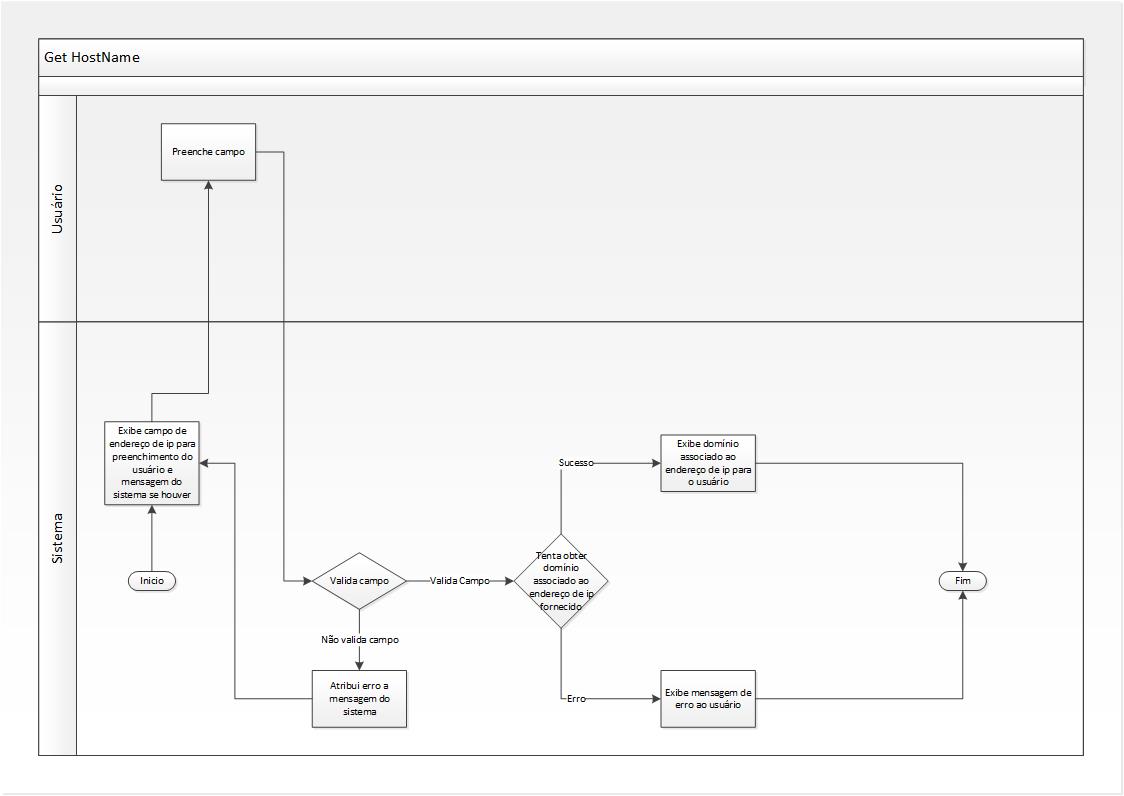 Get HostName
Usuário
Preenche campo
Sistema
Exibe campo de
endereço de ip para
preenchimento do
usuário e
mensagem do
sistema se houver
Inicio
Valida campo
Valida Campo
Não valida campo
Atribui erro a
mensagem do
sistema
Tenta obter
domínio
associado ao
endereço de ip
fornecido
Sucesso
Exibe domínio
associado ao
endereço de ip para
o usuário
Erro
Exibe mensagem de
erro ao usuário
Fim